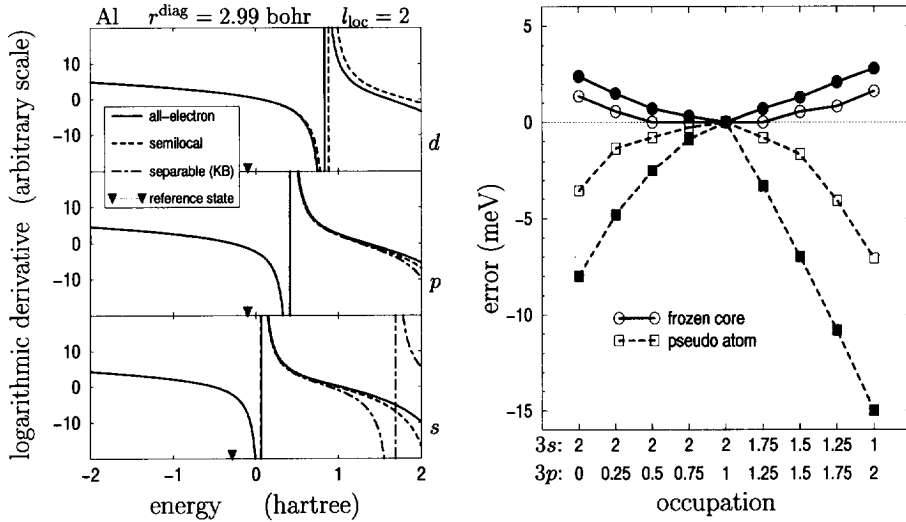 Al r^diag = 2.99 bohr l_loc = 2
logarithmic derivative (arbitrary scale)
10
0
-10
d
all-electron
semilocal
separable (KB)
reference state
10
0
-10
p
10
0
-10
s
-2 -1 0 1 2
energy (hartree)
error (meV)
5
0
-5
-10
-15
frozen core
pseudo atom
3s: 2 2 2 2 2 1.75 1.5 1.25 1
3p: 0 0.25 0.5 0.75 1 1.25 1.5 1.75 2
occupation